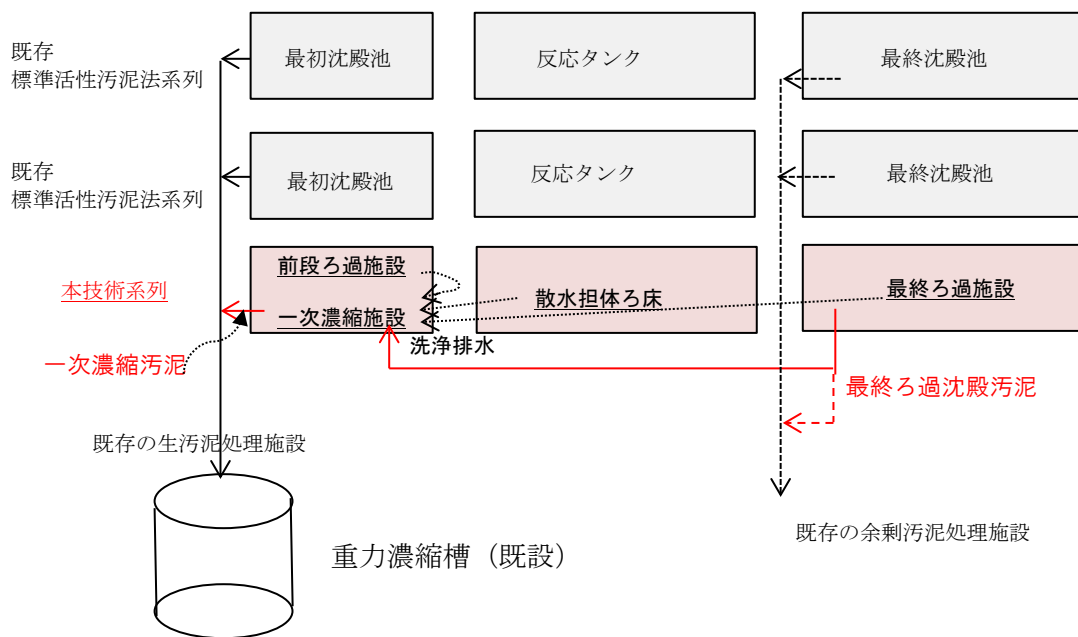 既存
標準活性汚泥法系列
最初沈殿池
反応タンク
最終沈殿池
既存
標準活性汚泥法系列
最初沈殿池
反応タンク
最終沈殿池
本技術系列
前段ろ過施設
一次濃縮施設
散水担体ろ床
最終ろ過施設
洗浄排水
一次濃縮汚泥
最終ろ過沈殿汚泥
既存の生汚泥処理施設
既存の余剰汚泥処理施設
重力濃縮槽（既設）